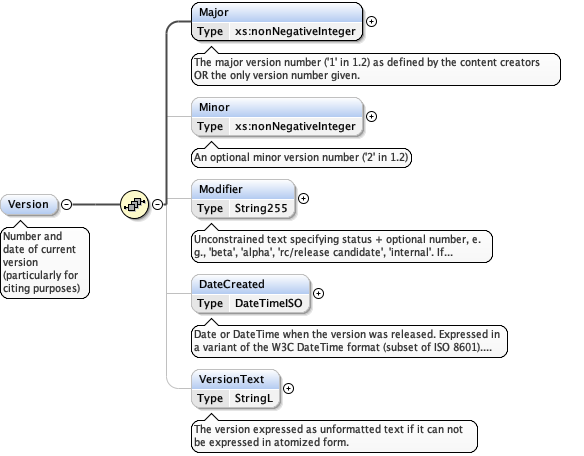 Major
Type xs:nonNegativeInteger
The major version number ('1' in 1.2) as defined by the content creators
OR the only version number given.
Minor
Type xs:nonNegativeInteger
An optional minor version number ('2' in 1.2)
Version
Number and
date of current
version
(particularly for
citing purposes)
Modifier
Type String255
Unconstrained text specifying status + optional number, e.
g., 'beta', 'alpha', 'rc/release candidate', 'internal'. If...
DateCreated
Type DateTimeISO
Date or DateTime when the version was released. Expressed in
a variant of the W3C DateTime format (subset of ISO 8601)....
VersionText
Type StringL
The version expressed as unformatted text if it can not
be expressed in atomized form.